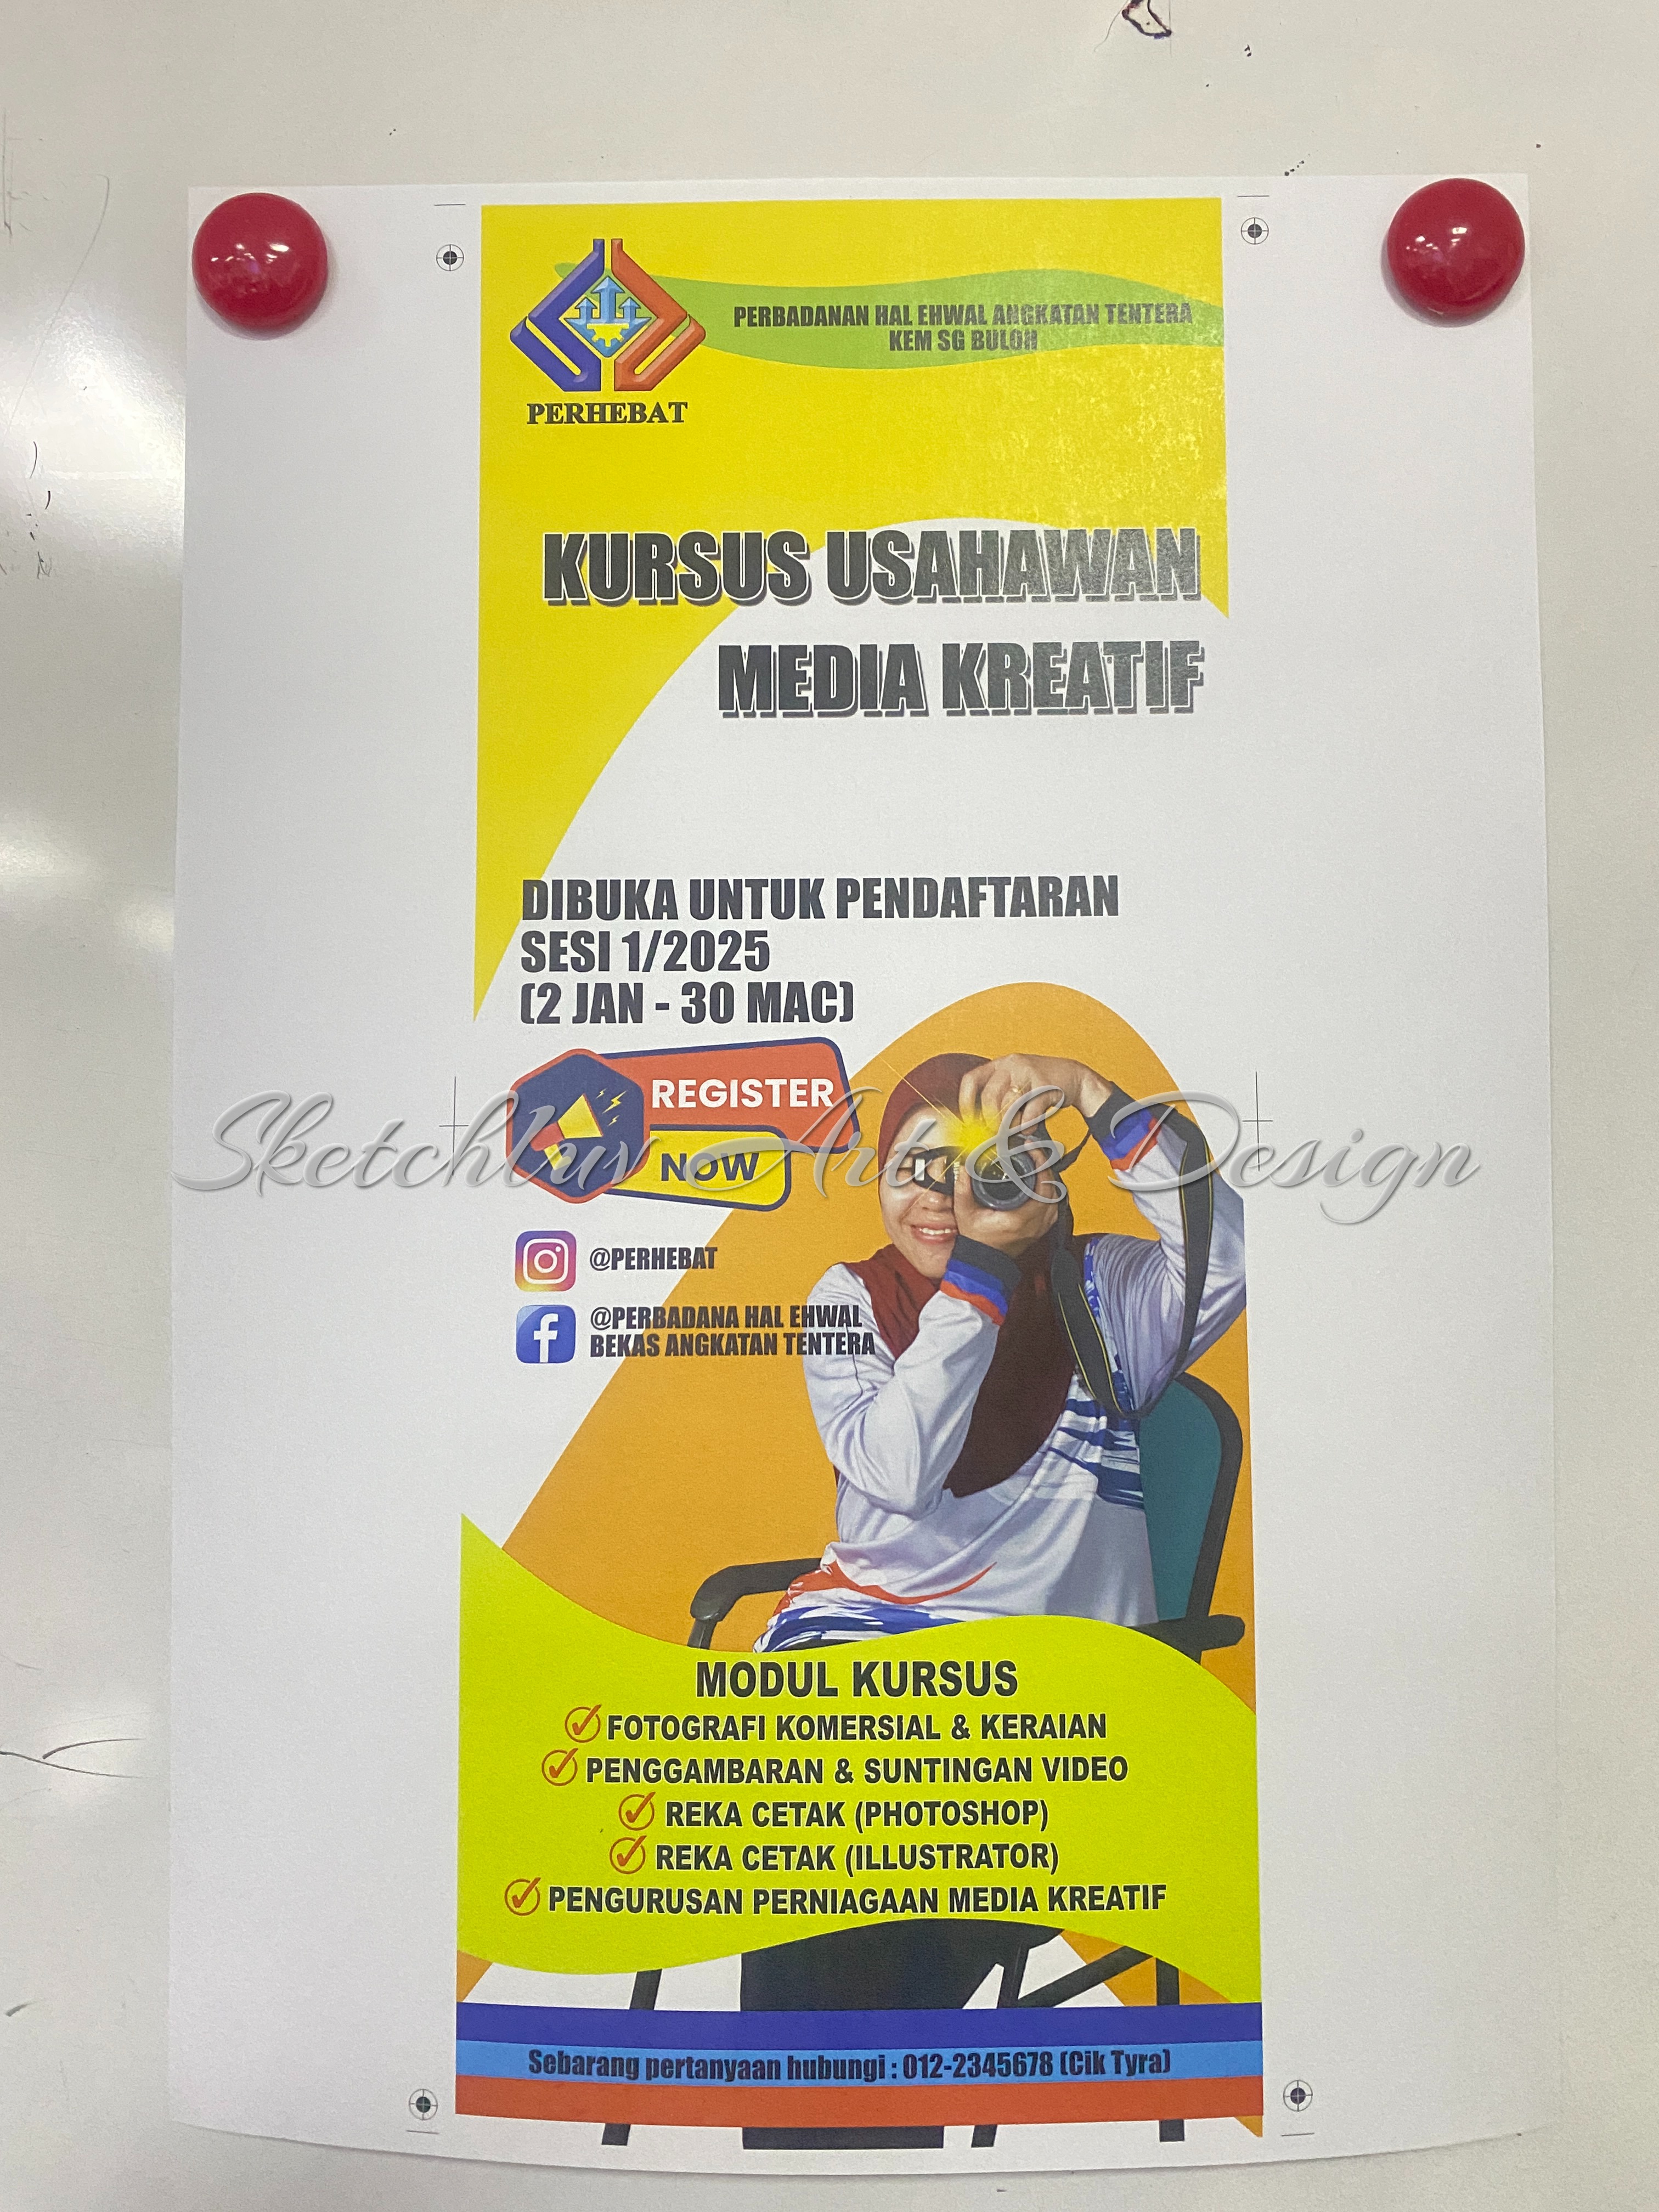 PERBADANAN HAL EHWAL ANGKATAN TENTERA
KEM SG BULOH
PERHEBAT
KURSUS USAHAWAN
MEDIA KREATIF
DIBUKA UNTUK PENDAFTARAN
SESI 1/2025
(2 JAN - 30 MAC)
REGISTER
NOW
Sketchluv Art & Design
@PERHEBAT
@PERBADANA HAL EHWAL
BEKAS ANGKATAN TENTERA
MODUL KURSUS
FOTOGRAFI KOMERSIAL & KERAIAN
PENGGAMBARAN & SUNTINGAN VIDEO
REKA CETAK (PHOTOSHOP)
REKA CETAK (ILLUSTRATOR)
PENGURUSAN PERNIAGAAN MEDIA KREATIF
Sebarang pertanyaan hubungi : 012-2345678 (Cik Tyra)